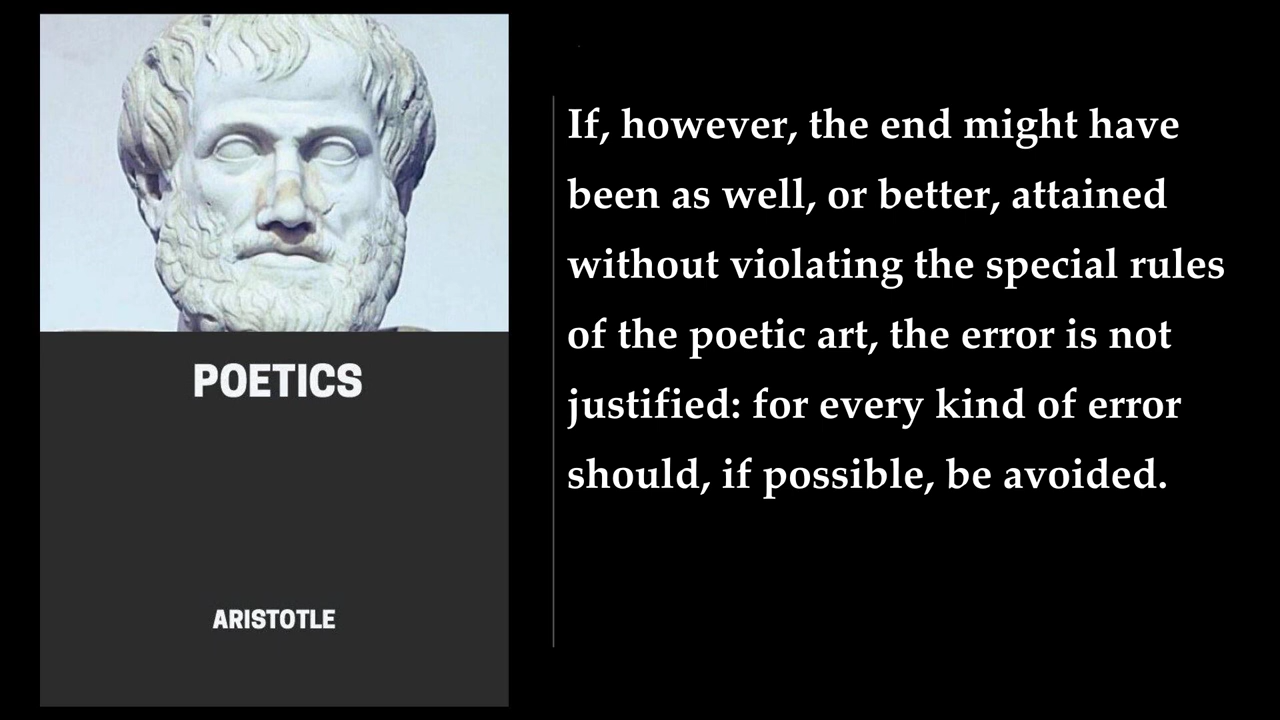 POETICS
ARISTOTLE
If, however, the end might have
been as well, or better, attained
without violating the special rules
of the poetic art, the error is not
justified: for every kind of error
should, if possible, be avoided.